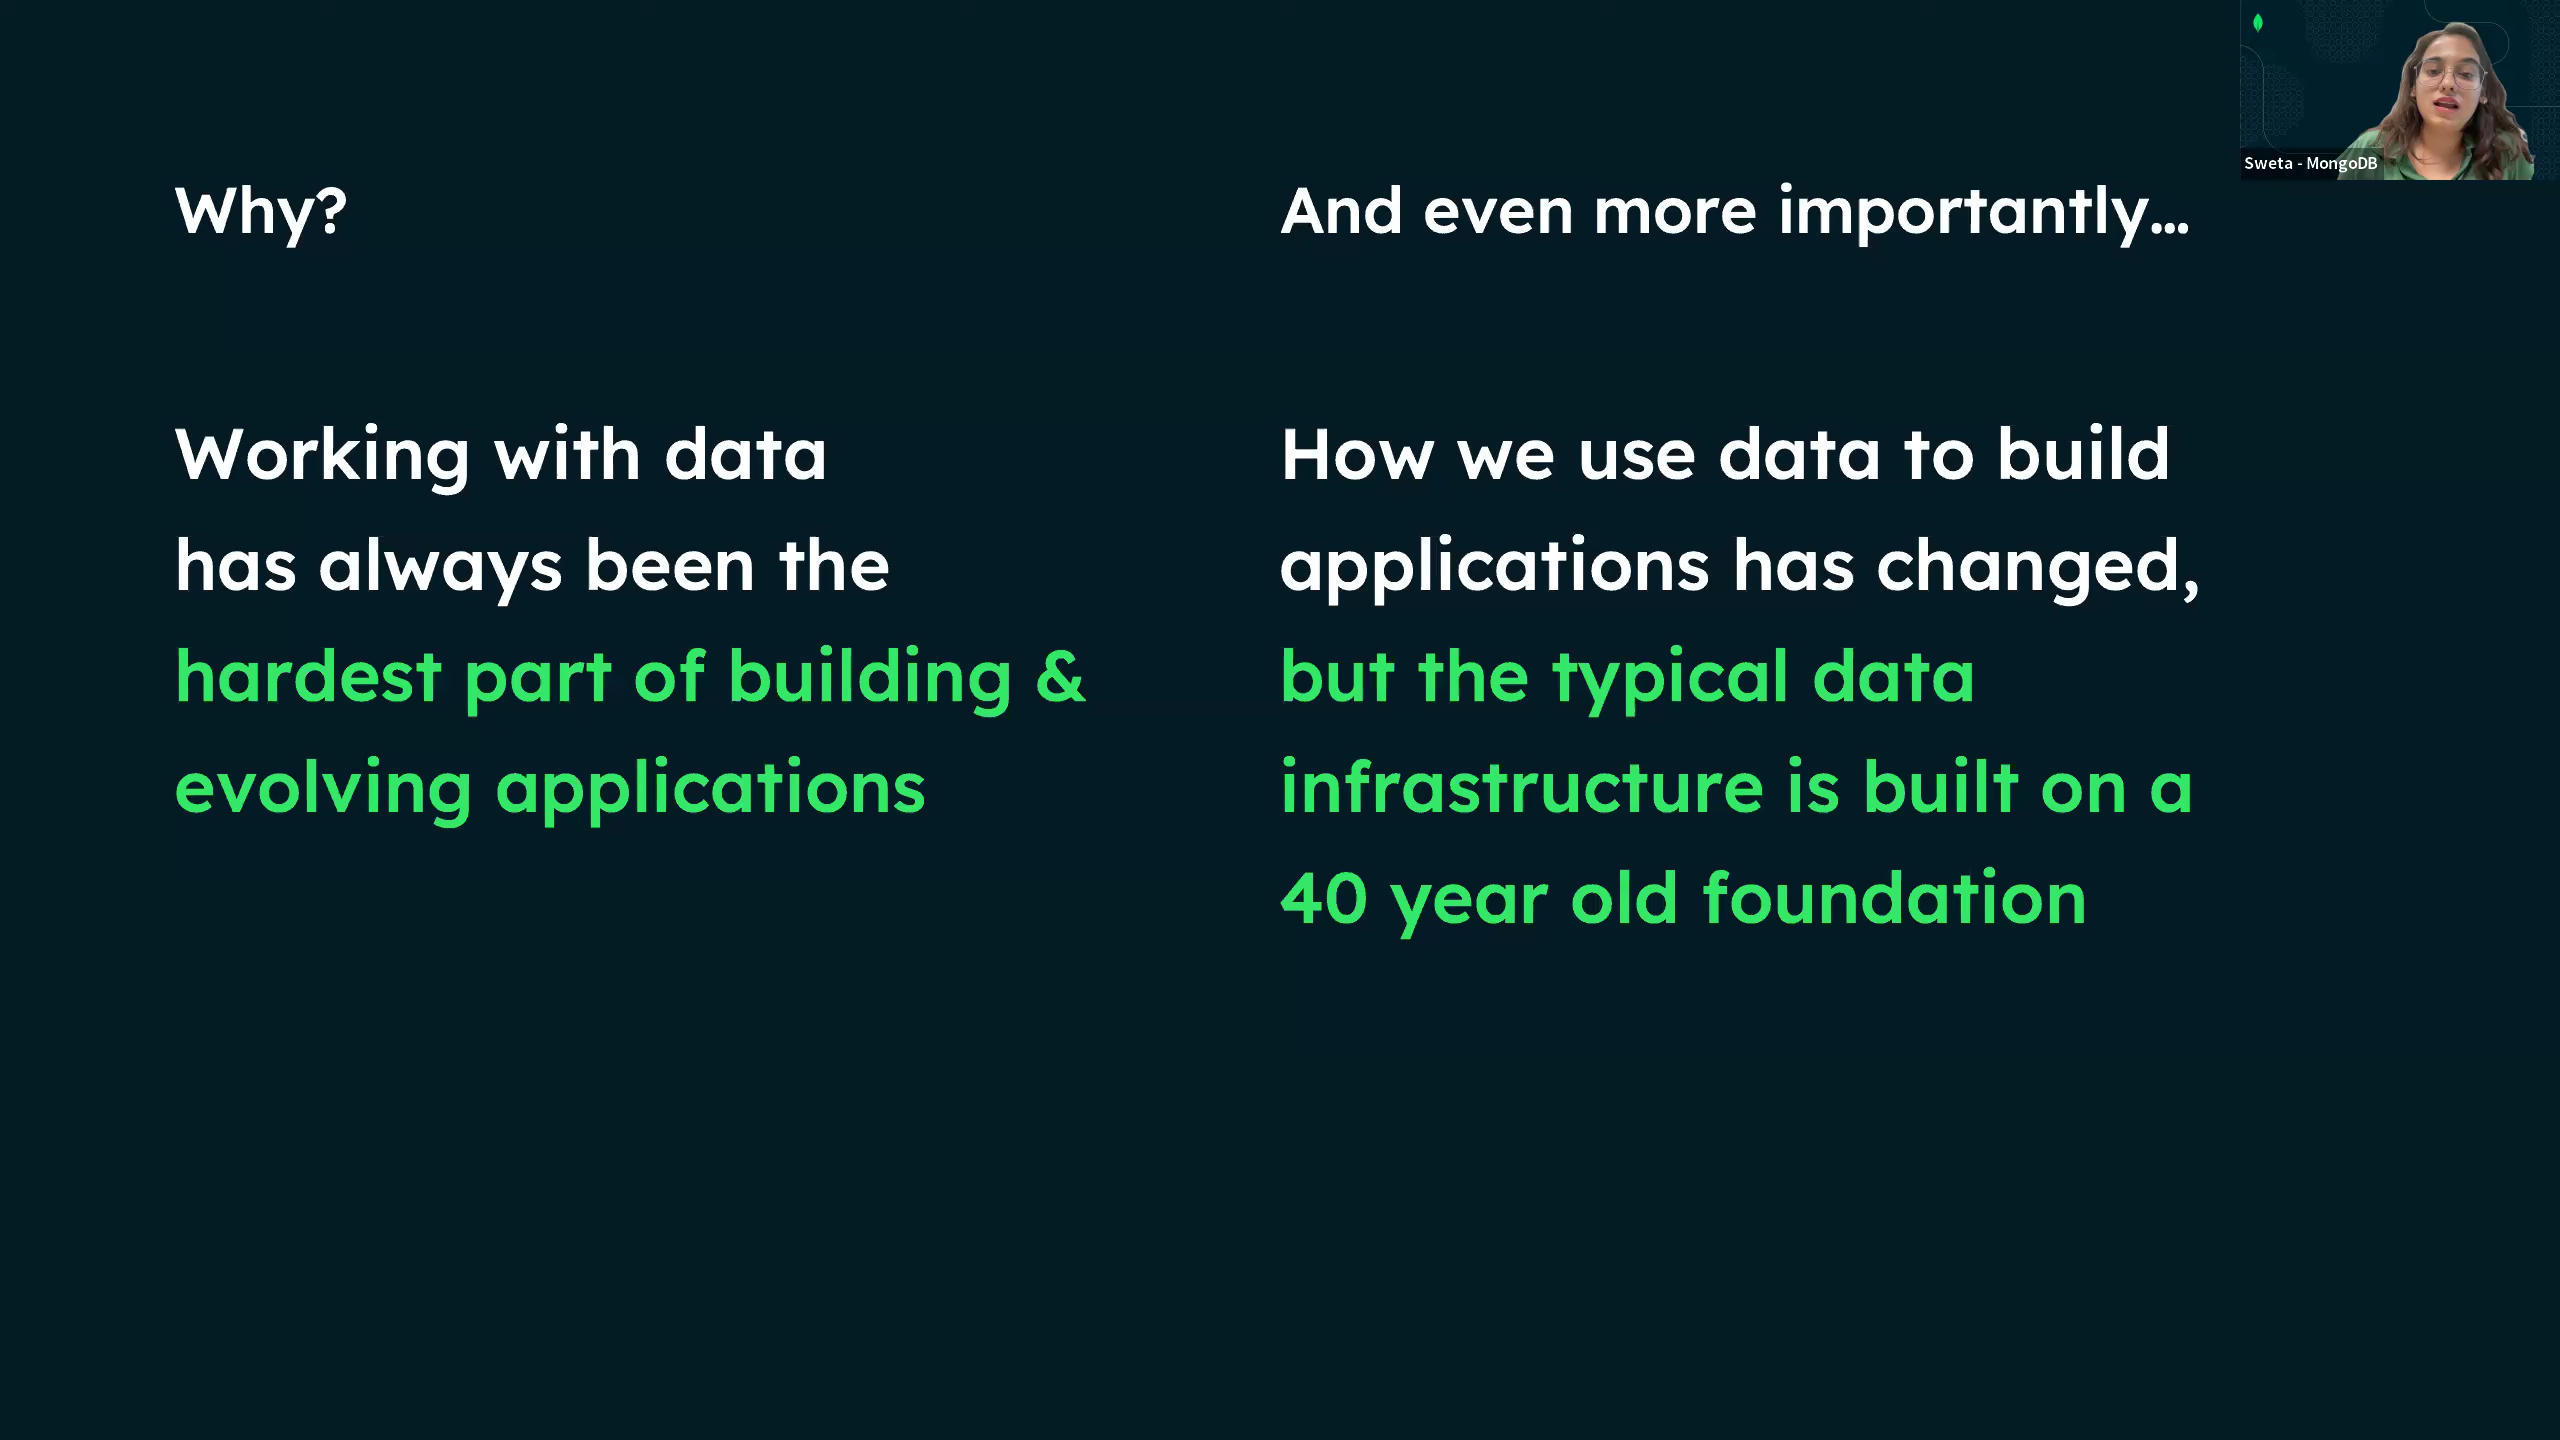 Why?
Working with data
has always been the
hardest part of building &
evolving applications
And even more importantly...
How we use data to build
applications has changed,
but the typical data
infrastructure is built on a
40 year old foundation
Sweta - MongoDB